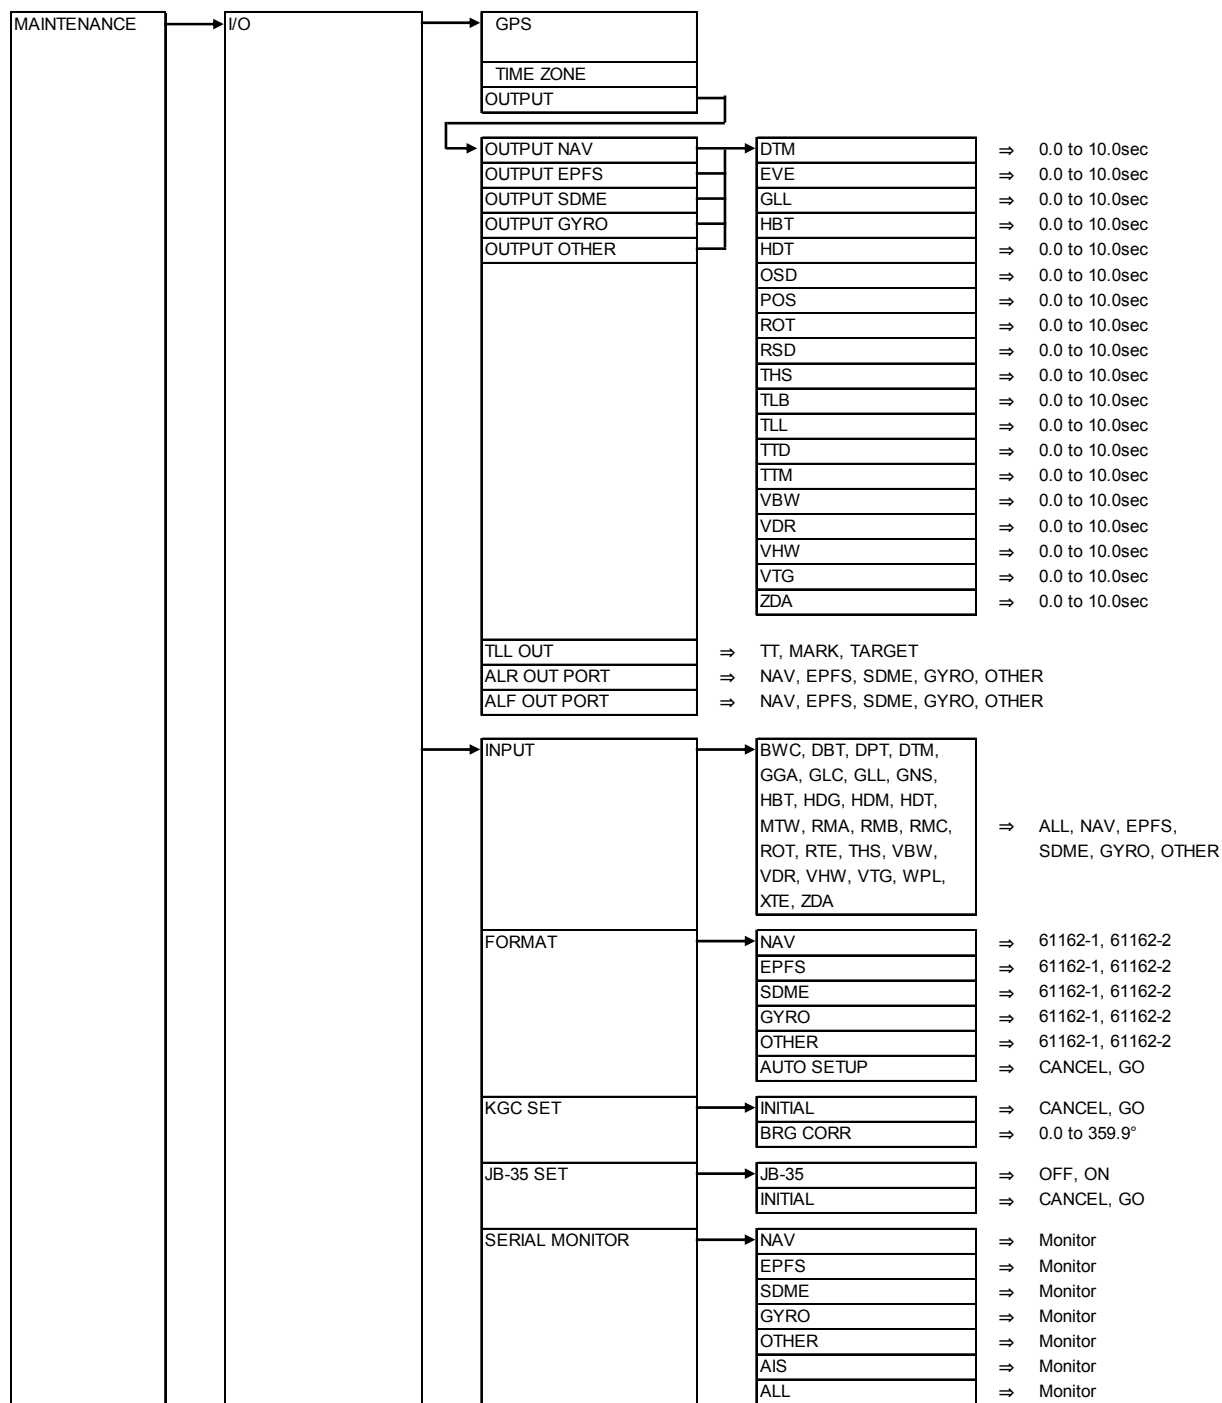 MAINTENANCE I/O GPS
TIME ZONE
OUTPUT
OUTPUT NAV DTM ⇒ 0.0 to 10.0sec
OUTPUT EPFS EVE ⇒ 0.0 to 10.0sec
OUTPUT SDME GLL ⇒ 0.0 to 10.0sec
OUTPUT GYRO HBT ⇒ 0.0 to 10.0sec
OUTPUT OTHER HDT ⇒ 0.0 to 10.0sec
OSD ⇒ 0.0 to 10.0sec
POS ⇒ 0.0 to 10.0sec
ROT ⇒ 0.0 to 10.0sec
RSD ⇒ 0.0 to 10.0sec
THS ⇒ 0.0 to 10.0sec
TLB ⇒ 0.0 to 10.0sec
TLL ⇒ 0.0 to 10.0sec
TTD ⇒ 0.0 to 10.0sec
TTM ⇒ 0.0 to 10.0sec
VBW ⇒ 0.0 to 10.0sec
VDR ⇒ 0.0 to 10.0sec
VHW ⇒ 0.0 to 10.0sec
VTG ⇒ 0.0 to 10.0sec
ZDA ⇒ 0.0 to 10.0sec
TLL OUT ⇒ TT, MARK, TARGET
ALR OUT PORT ⇒ NAV, EPFS, SDME, GYRO, OTHER
ALF OUT PORT ⇒ NAV, EPFS, SDME, GYRO, OTHER
INPUT BWC, DBT, DPT, DTM,
GGA, GLC, GLL, GNS,
HBT, HDG, HDM, HDT,
MTW, RMA, RMB, RMC, ⇒ ALL, NAV, EPFS,
ROT, RTE, THS, VBW, SDME, GYRO, OTHER
VDR, VHW, VTG, WPL,
XTE, ZDA
FORMAT NAV ⇒ 61162-1, 61162-2
EPFS ⇒ 61162-1, 61162-2
SDME ⇒ 61162-1, 61162-2
GYRO ⇒ 61162-1, 61162-2
OTHER ⇒ 61162-1, 61162-2
AUTO SETUP ⇒ CANCEL, GO
KGC SET INITIAL ⇒ CANCEL, GO
BRG CORR ⇒ 0.0 to 359.9°
JB-35 SET JB-35 ⇒ OFF, ON
INITIAL ⇒ CANCEL, GO
SERIAL MONITOR NAV ⇒ Monitor
EPFS ⇒ Monitor
SDME ⇒ Monitor
GYRO ⇒ Monitor
OTHER ⇒ Monitor
AIS ⇒ Monitor
ALL ⇒ Monitor